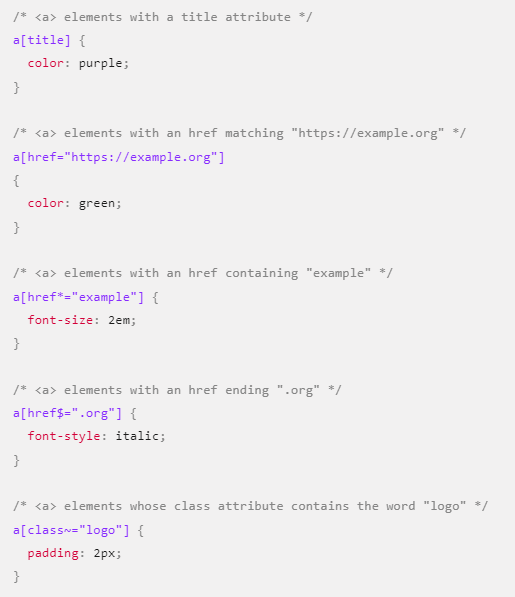 /* <a> elements with a title attribute */
a[title] {
  color: purple;
}

/* <a> elements with an href matching "https://example.org" */
a[href="https://example.org"]
{
  color: green;
}

/* <a> elements with an href containing "example" */
a[href*="example"] {
  font-size: 2em;
}

/* <a> elements with an href ending ".org" */
a[href$=".org"] {
  font-style: italic;
}

/* <a> elements whose class attribute contains the word "logo" */
a[class~="logo"] {
  padding: 2px;
}